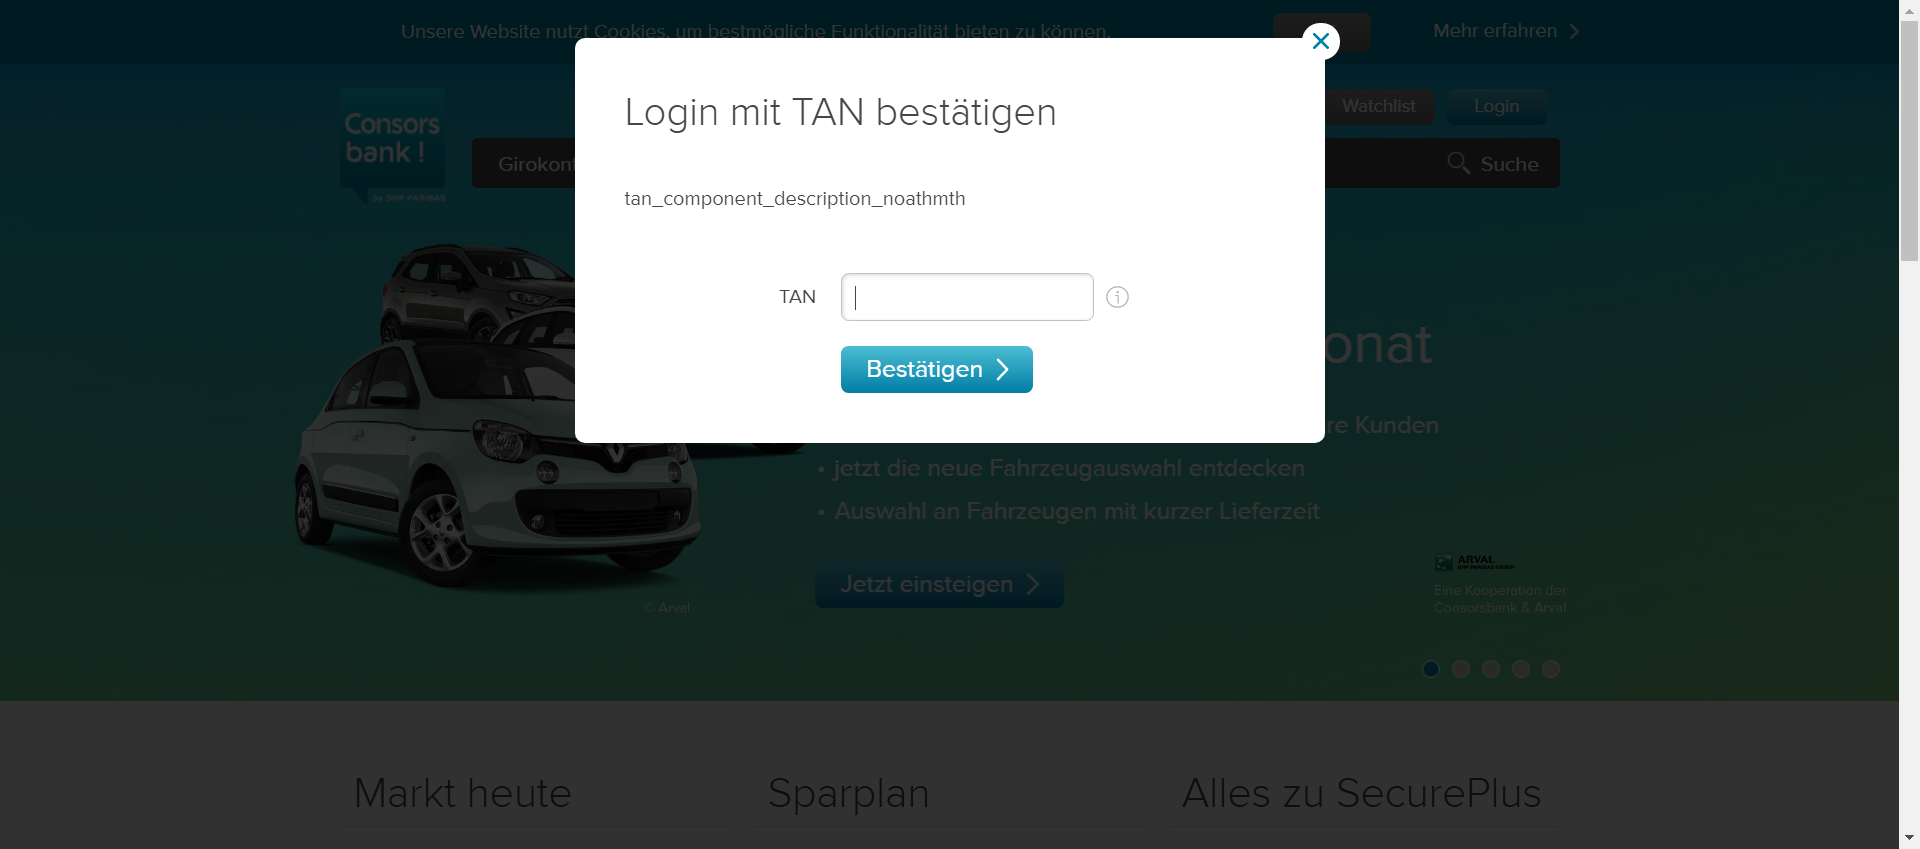 Unsere Website nutzt Cookies, um bestmögliche Funktionalität bieten zu können.
Mehr erfahren
Consors
bank!
by BNP PARIBAS
Watchlist
Login
Girokont
Suche
Login mit TAN bestätigen
tan_component_description_noathmth
TAN
Bestätigen
onat
re Kunden
• jetzt die neue Fahrzeugauswahl entdecken
• Auswahl an Fahrzeugen mit kurzer Lieferzeit
Jetzt einsteigen
© Arval
ARVAL
BNP PARIBAS GROUP
Eine Kooperation der
Consorsbank & Arval
Markt heute
Sparplan
Alles zu SecurePlus